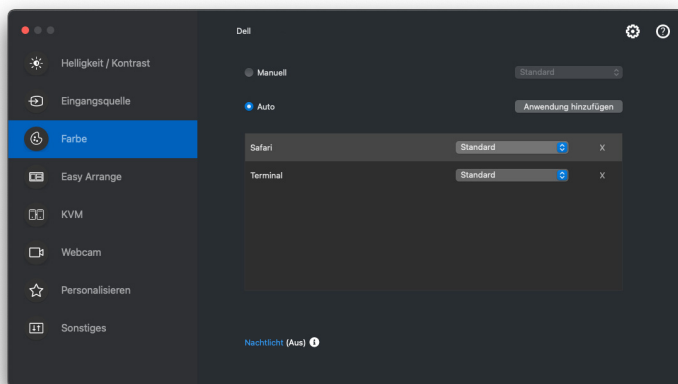 Dell
Helligkeit / Kontrast
Eingangsquelle
Farbe
Easy Arrange
KVM
Webcam
Personalisieren
Sonstiges
Manuell Standard
Auto Anwendung hinzufügen
Safari Standard X
Terminal Standard X
Nachtlicht (Aus)